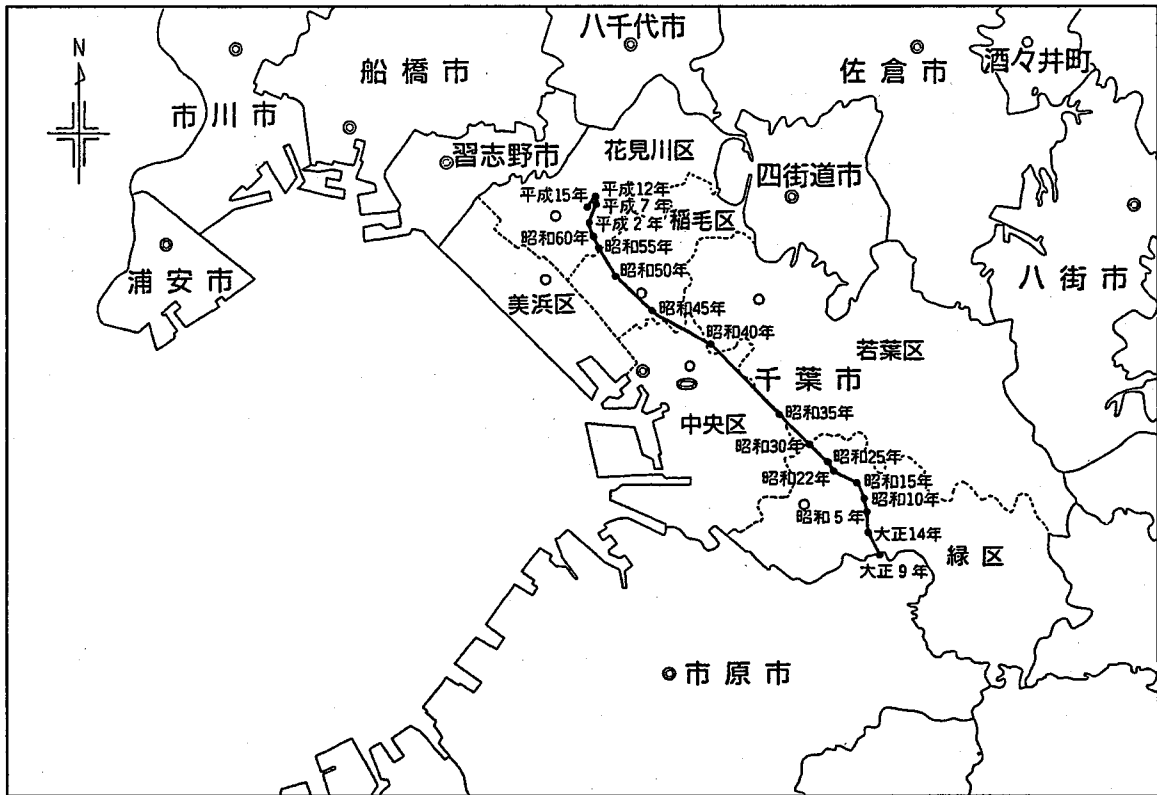 N
八千代市
船橋市
佐倉市
酒々井町
市川市
習志野市
花見川区
四街道市
平成15年
平成12年
平成7年
平成2年
稲毛区
昭和60年
昭和55年
浦安市
昭和50年
八街市
美浜区
昭和45年
昭和40年
若葉区
千葉市
昭和35年
中央区
昭和30年
昭和25年
昭和22年
昭和15年
昭和10年
昭和5年
大正14年
緑区
大正9年
市原市